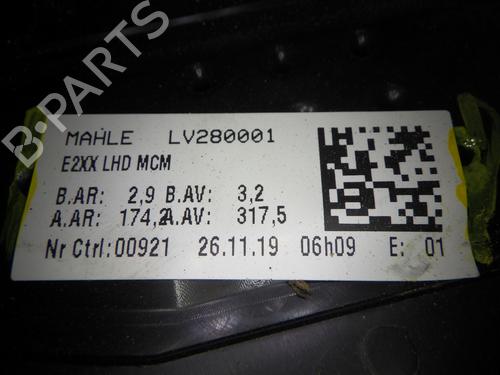 B-PARTS
MAHLE LV280001
E2XX LHD MCM
B.AR: 2,9 B.AV: 3,2
A.AR: 174,2 A.AV: 317,5
Nr Ctrl:00921 26.11.19 06h09 E: 01